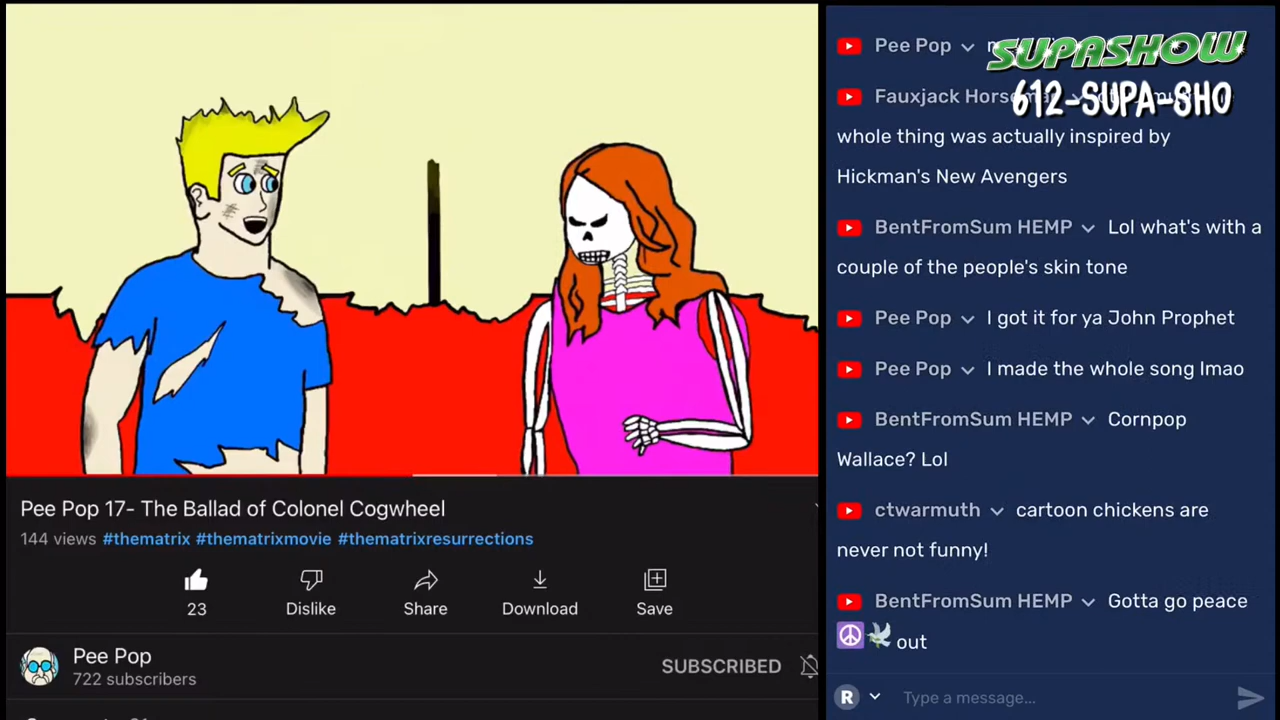 Pee Pop 17- The Ballad of Colonel Cogwheel
144 views #thematrix #thematrixmovie #thematrixresurrections
23
Dislike
Share
Download
Save
Pee Pop
722 subscribers
SUBSCRIBED
SUPASHOW
612-SUPA-SHO
Pee Pop
Fauxjack
whole thing was actually inspired by
Hickman's New Avengers
BentFromSum HEMP Lol what's with a
couple of the people's skin tone
Pee Pop I got it for ya John Prophet
Pee Pop I made the whole song lmao
BentFromSum HEMP Cornpop
Wallace? Lol
ctwarmuth cartoon chickens are
never not funny!
BentFromSum HEMP Gotta go peace
out
R
Type a message...